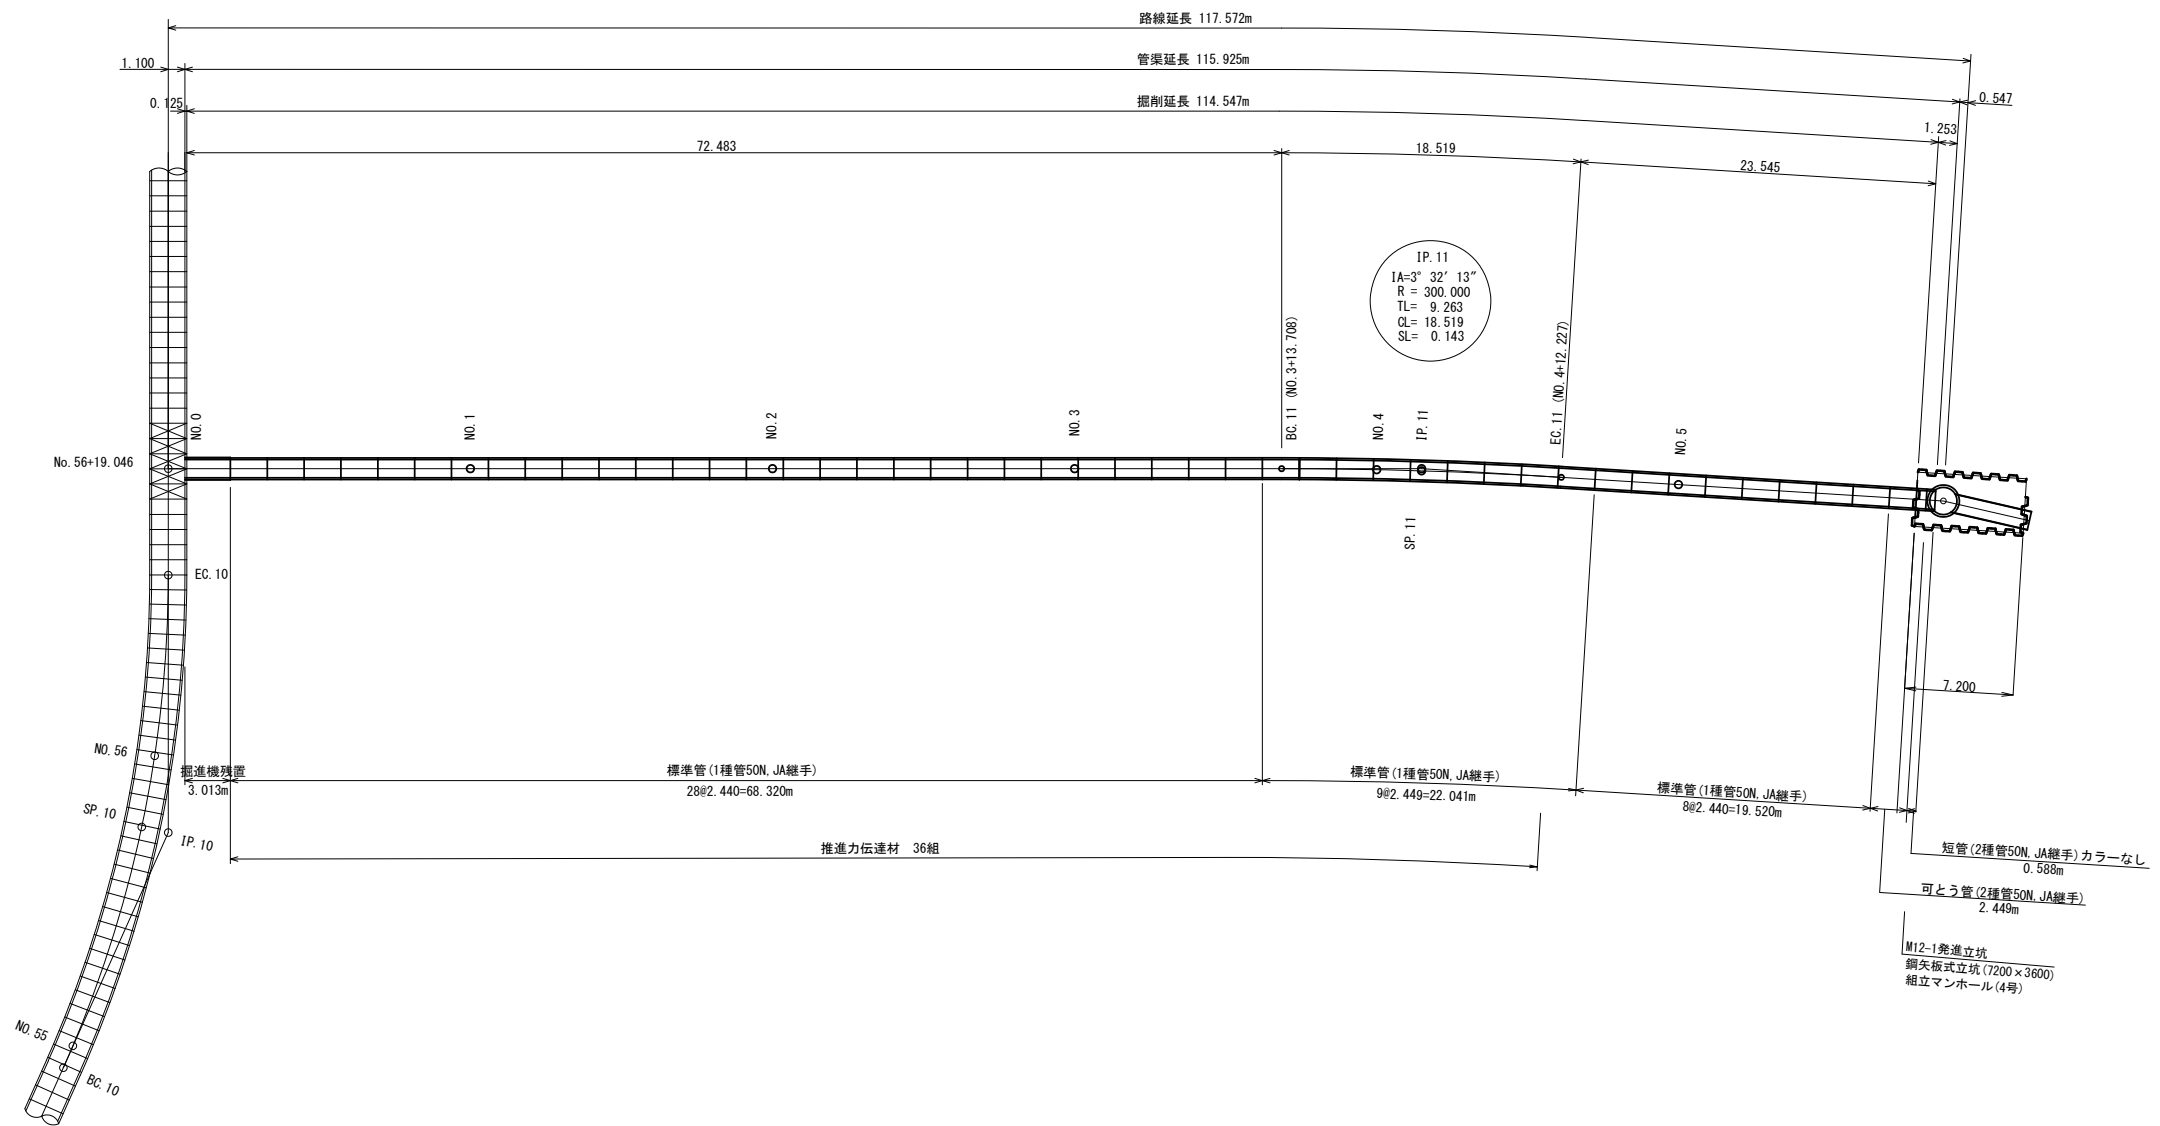 路線延長 117.572m
管渠延長 115.925m
1.100
0.547
0.125
掘削延長 114.547m
1.253
72.483
18.519
23.545
IP.11
IA=3° 32′ 13″
R = 300.000
TL= 9.263
CL= 18.519
SL= 0.143
BC.11 (NO.3+13.708)
EC.11 (NO.4+12.227)
NO.0
NO.1
NO.2
NO.3
NO.4
IP.11
NO.5
No.56+19.046
SP.11
EC.10
7.200
NO.56
掘進機残置
3.013m
標準管(1種管50N,JA継手)
28@2.440=68.320m
標準管(1種管50N,JA継手)
9@2.449=22.041m
標準管(1種管50N,JA継手)
8@2.440=19.520m
SP.10
IP.10
推進力伝達材　36組
短管(2種管50N,JA継手)カラーなし
0.588m
可とう管(2種管50N,JA継手)
2.449m
M12-1発進立坑
鋼矢板式立坑(7200×3600)
組立マンホール(4号)
NO.55
BC.10